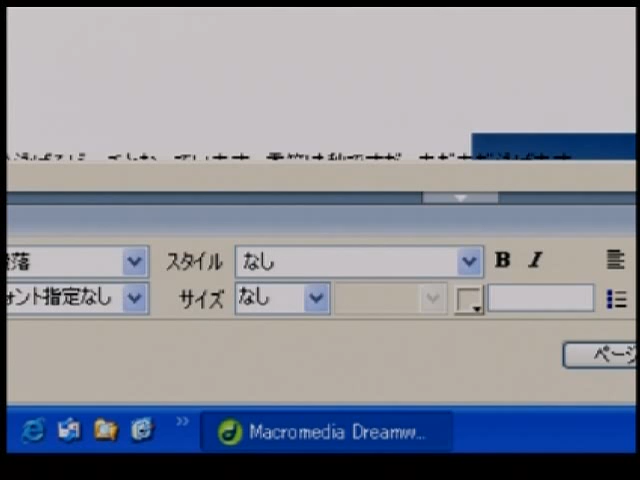 段落
スタイル
なし
B
I
ォント指定なし
サイズ
なし
ページ
»
Macromedia Dreamw...